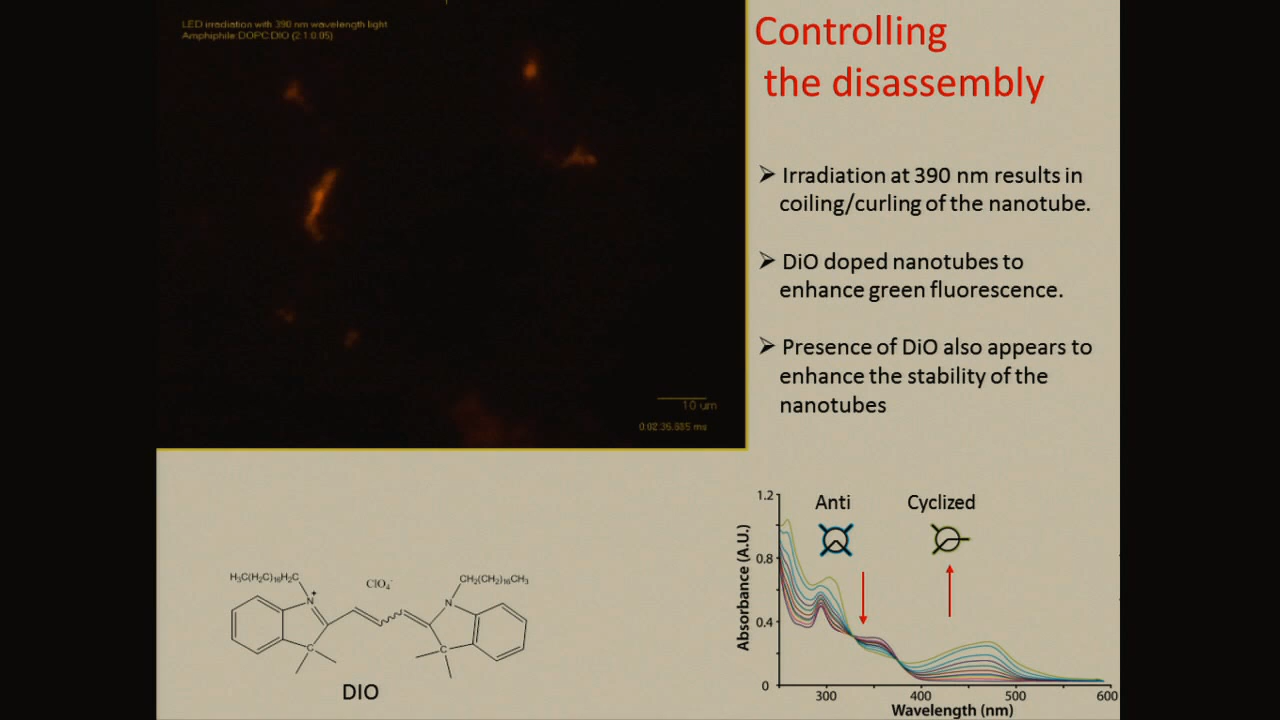 LED irradiation with 390 nm wavelength light
Amphiphile:DOPC:DIO (2:1:0.05)
10 um
0:02:36.685 ms
Controlling
the disassembly
➢ Irradiation at 390 nm results in
coiling/curling of the nanotube.
➢ DiO doped nanotubes to
enhance green fluorescence.
➢ Presence of DiO also appears to
enhance the stability of the
nanotubes
H₃C(H₂C)₁₆H₂C
ClO₄⁻
CH₂(CH₂)₁₆CH₃
N⁺
N
C
C
DIO
Anti
Cyclized
Absorbance (A.U.)
1.2
0.8
0.4
0
300
400
500
600
Wavelength (nm)